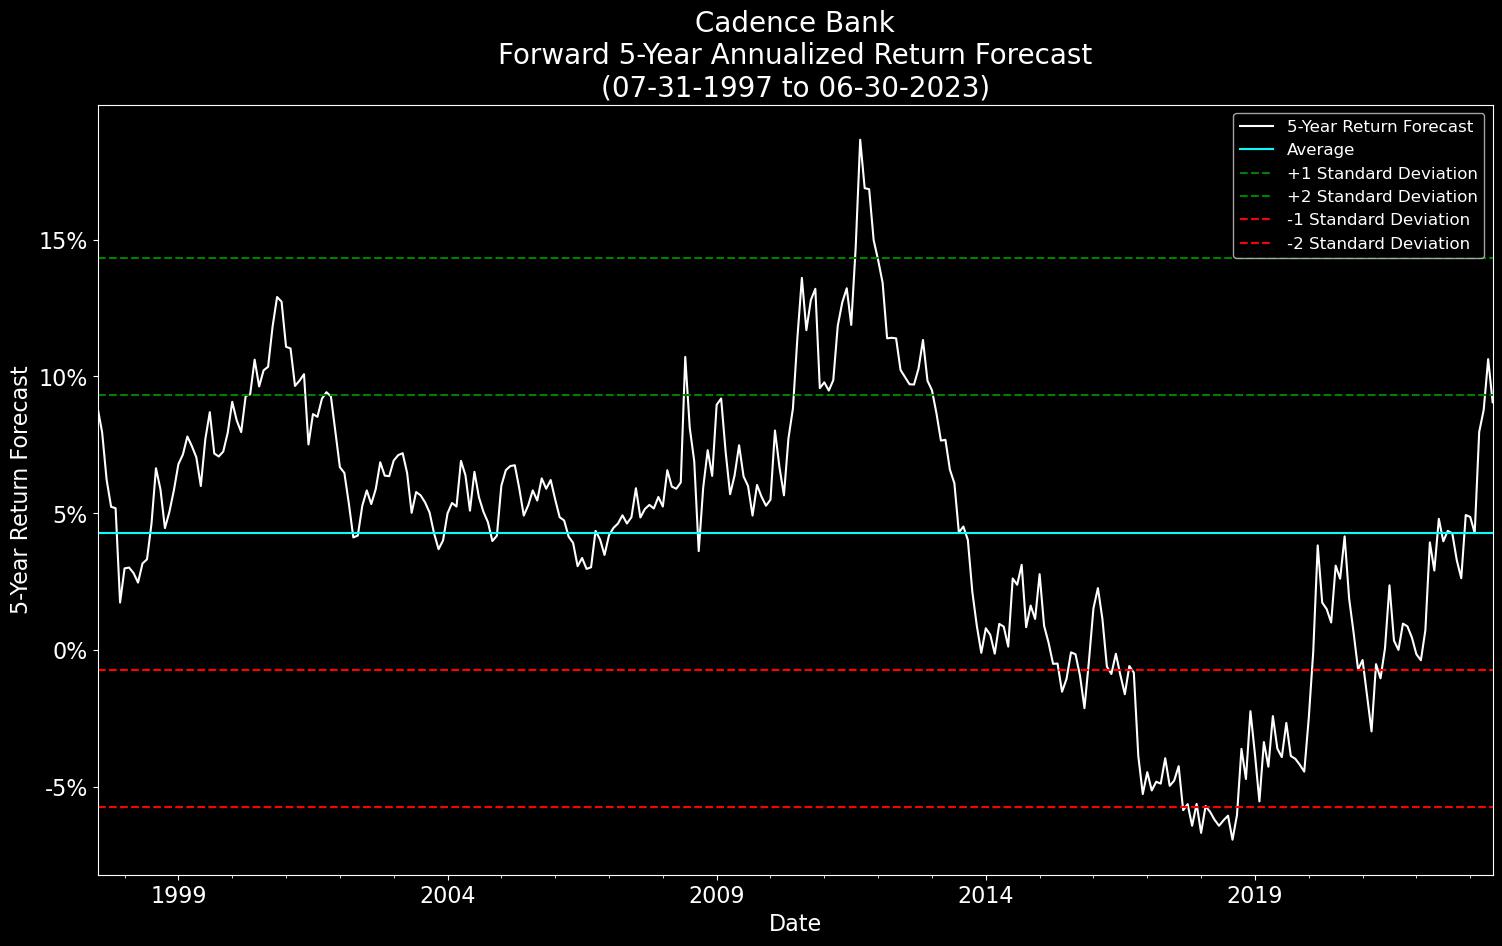 Cadence Bank
Forward 5-Year Annualized Return Forecast
(07-31-1997 to 06-30-2023)
5-Year Return Forecast
Average
+1 Standard Deviation
+2 Standard Deviation
-1 Standard Deviation
-2 Standard Deviation
5-Year Return Forecast
15%
10%
5%
0%
-5%
1999 2004 2009 2014 2019
Date